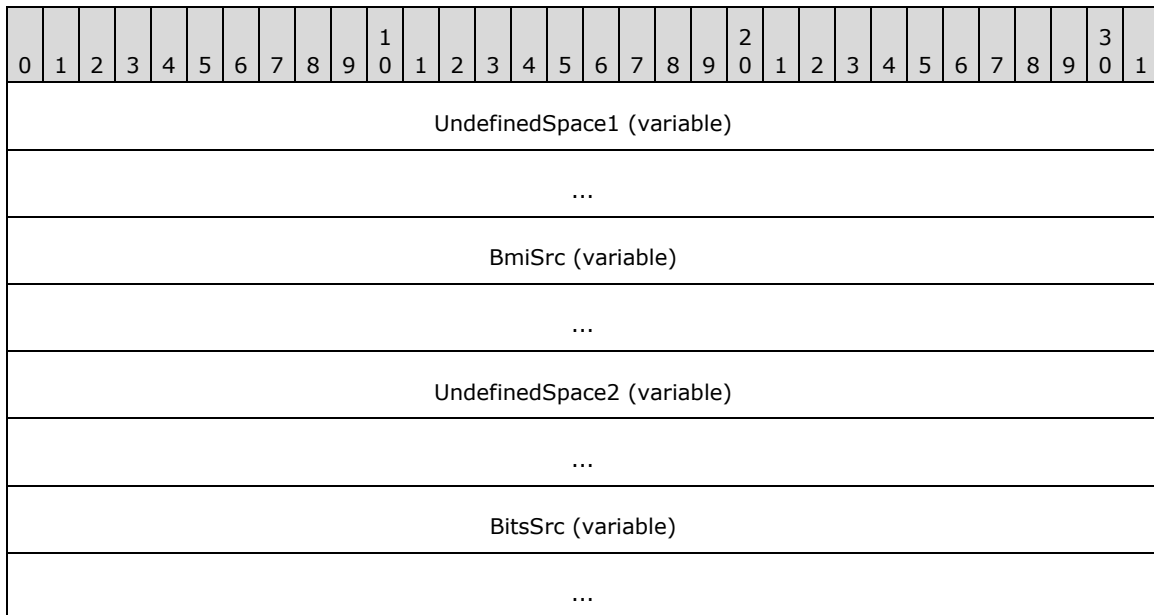 1 2 3
0 1 2 3 4 5 6 7 8 9 0 1 2 3 4 5 6 7 8 9 0 1 2 3 4 5 6 7 8 9 0 1
UndefinedSpace1 (variable)
...
BmiSrc (variable)
...
UndefinedSpace2 (variable)
...
BitsSrc (variable)
...